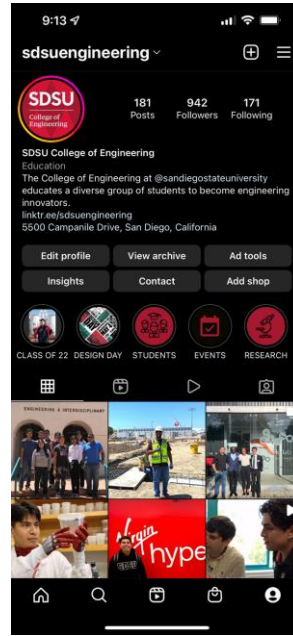 9:13
sdsuengineering
SDSU
College of
Engineering
181 942 171
Posts Followers Following
SDSU College of Engineering
Education
The College of Engineering at @sandiegostateuniversity
educates a diverse group of students to become engineering
innovators.
linktr.ee/sdsuengineering
5500 Campanile Drive, San Diego, California
Edit profile View archive Ad tools
Insights Contact Add shop
CLASS OF 22 DESIGN DAY STUDENTS EVENTS RESEARCH
ENGINEERING & INTERDISCIPLINARY
Virgin
hype